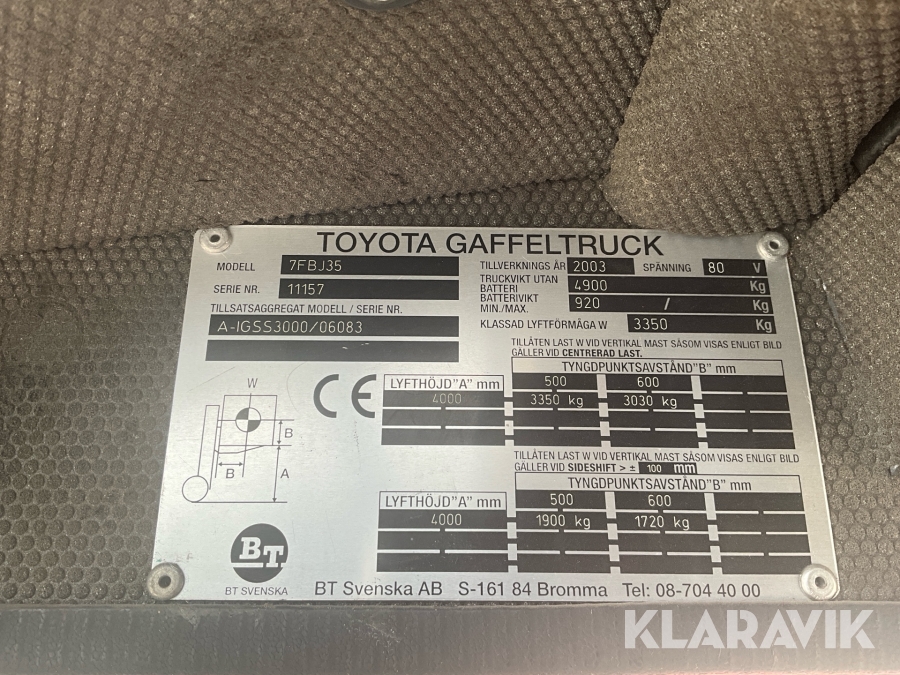 TOYOTA GAFFELTRUCK
MODELL 7FBJ35
SERIE NR. 11157
TILLSATSAGGREGAT MODELL / SERIE NR.
A-IGSS3000/06083
TILLVERKNINGS ÅR 2003 SPÄNNING 80 V
TRUCKVIKT UTAN BATTERI 4900 Kg
BATTERIVIKT MIN./MAX. 920 / Kg
KLASSAD LYFTFÖRMÅGA W 3350 Kg
TILLÅTEN LAST W VID VERTIKAL MAST SÅSOM VISAS ENLIGT BILD
GÄLLER VID CENTRERAD LAST.
TYNGDPUNKTSAVSTÅND"B" mm
LYFTHÖJD"A" mm 500 600
4000 3350 kg 3030 kg
TILLÅTEN LAST W VID VERTIKAL MAST SÅSOM VISAS ENLIGT BILD
GÄLLER VID SIDESHIFT > ± 100 mm
TYNGDPUNKTSAVSTÅND"B" mm
LYFTHÖJD"A" mm 500 600
4000 1900 kg 1720 kg
CE
W
B
B
A
BT
BT SVENSKA
BT Svenska AB S-161 84 Bromma Tel: 08-704 40 00
KLARAVIK